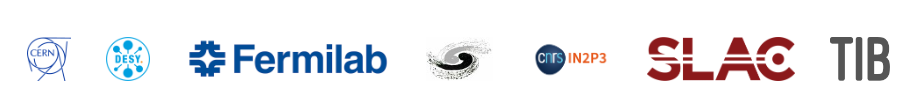 CERN
DESY.
Fermilab
cnrs IN2P3
SLAC
TIB